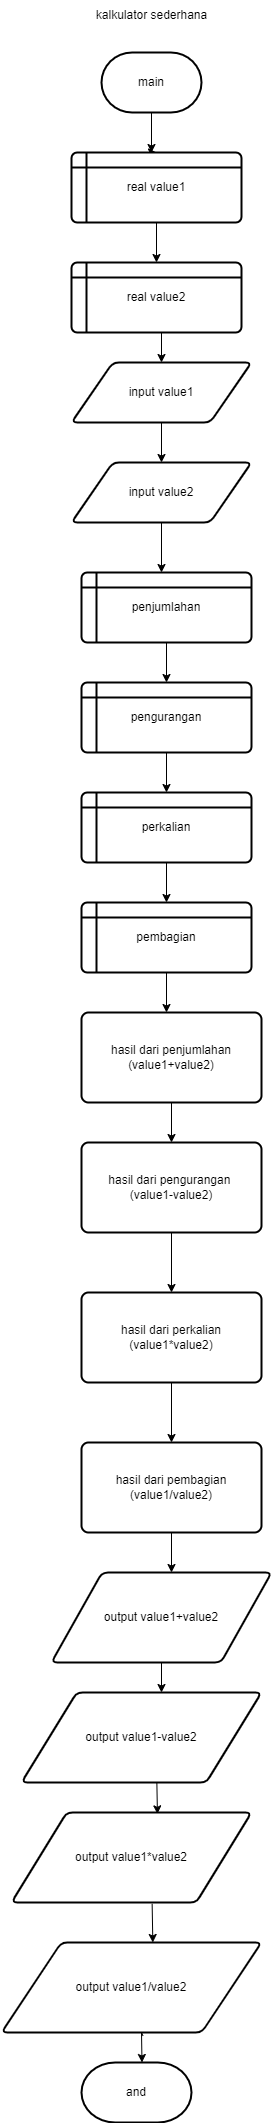 kalkulator sederhana
main
real value1
real value2
input value1
input value2
penjumlahan
pengurangan
perkalian
pembagian
hasil dari penjumlahan
(value1+value2)
hasil dari pengurangan
(value1-value2)
hasil dari perkalian
(value1*value2)
hasil dari pembagian
(value1/value2)
output value1+value2
output value1-value2
output value1*value2
output value1/value2
and